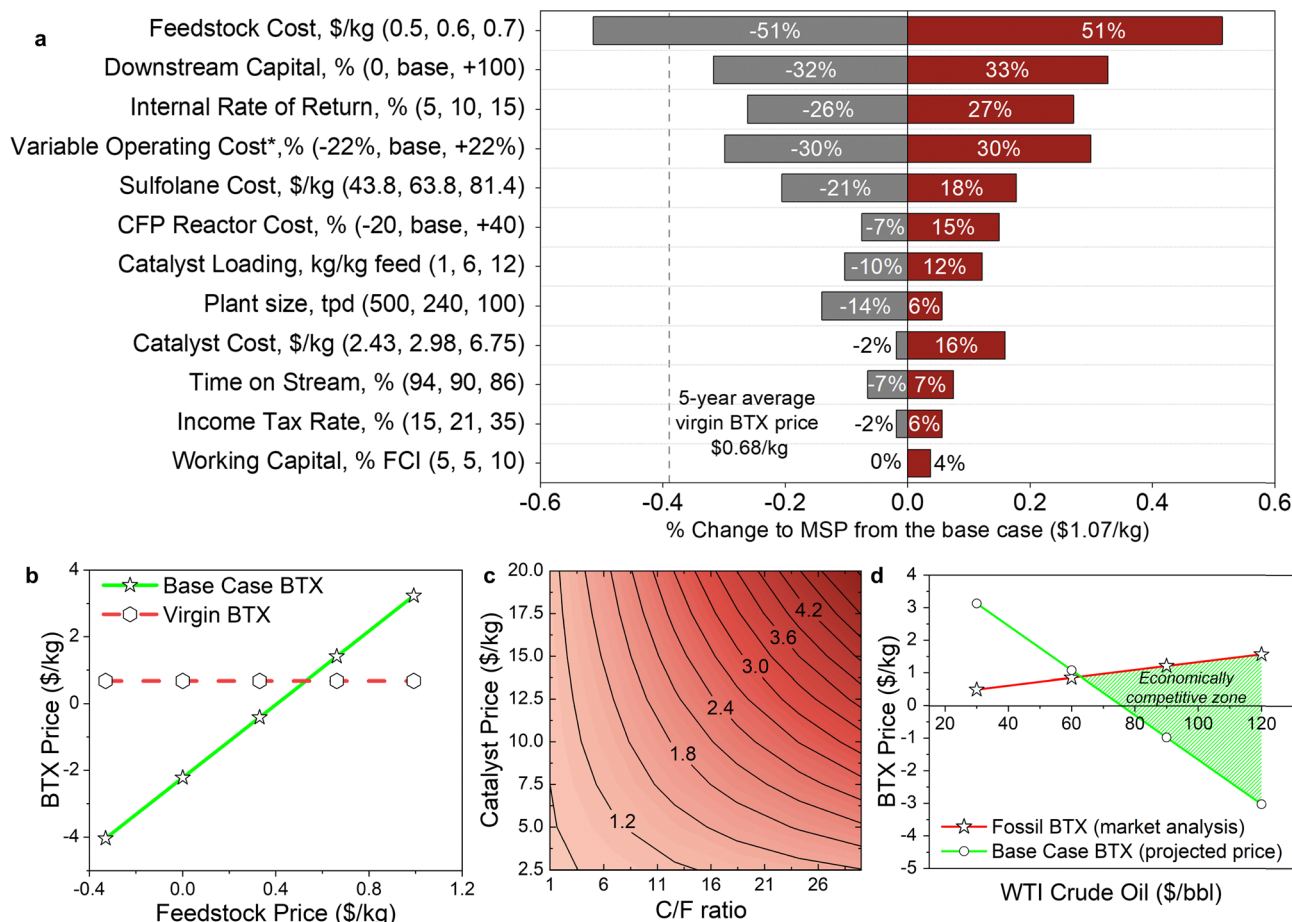 a
Feedstock Cost, $/kg (0.5, 0.6, 0.7)
-51%
51%
Downstream Capital, % (0, base, +100)
-32%
33%
Internal Rate of Return, % (5, 10, 15)
-26%
27%
Variable Operating Cost*,% (-22%, base, +22%)
-30%
30%
Sulfolane Cost, $/kg (43.8, 63.8, 81.4)
-21%
18%
CFP Reactor Cost, % (-20, base, +40)
-7%
15%
Catalyst Loading, kg/kg feed (1, 6, 12)
-10%
12%
Plant size, tpd (500, 240, 100)
-14%
6%
Catalyst Cost, $/kg (2.43, 2.98, 6.75)
-2%
16%
Time on Stream, % (94, 90, 86)
-7%
7%
Income Tax Rate, % (15, 21, 35)
-2%
6%
Working Capital, % FCI (5, 5, 10)
0%
4%
5-year average
virgin BTX price
$0.68/kg
-0.6 -0.4 -0.2 0.0 0.2 0.4 0.6
% Change to MSP from the base case ($1.07/kg)
b
BTX Price ($/kg)
4
2
0
-2
-4
Base Case BTX
Virgin BTX
-0.4 0.0 0.4 0.8 1.2
Feedstock Price ($/kg)
c
Catalyst Price ($/kg)
20.0
17.5
15.0
12.5
10.0
7.5
5.0
2.5
4.2
3.6
3.0
2.4
1.8
1.2
1 6 11 16 21 26
C/F ratio
d
BTX Price ($/kg)
4
3
2
1
0
-1
-2
-3
-4
-5
Economically
competitive zone
20 40 60 80 100 120
Fossil BTX (market analysis)
Base Case BTX (projected price)
WTI Crude Oil ($/bbl)